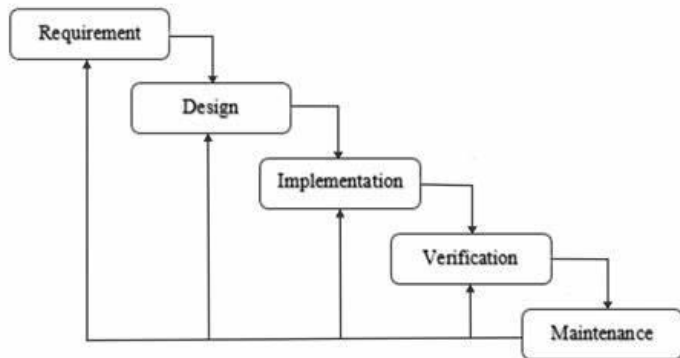 Requirement
Design
Implementation
Verification
Maintenance